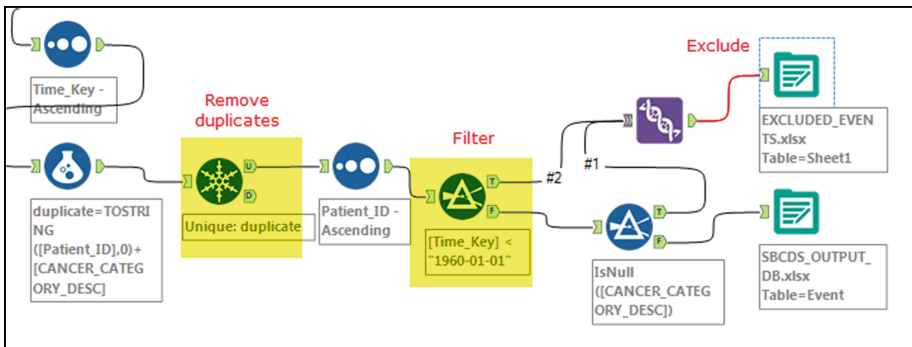 Exclude
Time_Key -
Ascending
Remove
duplicates
Filter
#1
#2
EXCLUDED_EVEN
TS.xlsx
Table=Sheet1
U
D
T
F
T
F
duplicate=TOSTRI
NG
([Patient_ID],0)+
[CANCER_CATEG
ORY_DESC]
Unique: duplicate
Patient_ID -
Ascending
[Time_Key] <
"1960-01-01"
IsNull
([CANCER_CATEG
ORY_DESC])
SBCDS_OUTPUT_
DB.xlsx
Table=Event